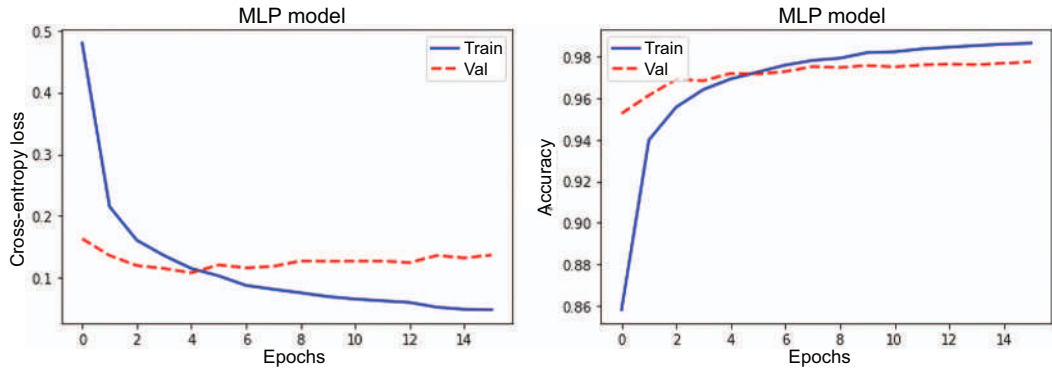 MLP model
0.5
0.4
0.3
0.2
0.1
Cross-entropy loss
Train
Val
0 2 4 6 8 10 12 14
Epochs
MLP model
0.98
0.96
0.94
0.92
0.90
0.88
0.86
Accuracy
Train
Val
0 2 4 6 8 10 12 14
Epochs